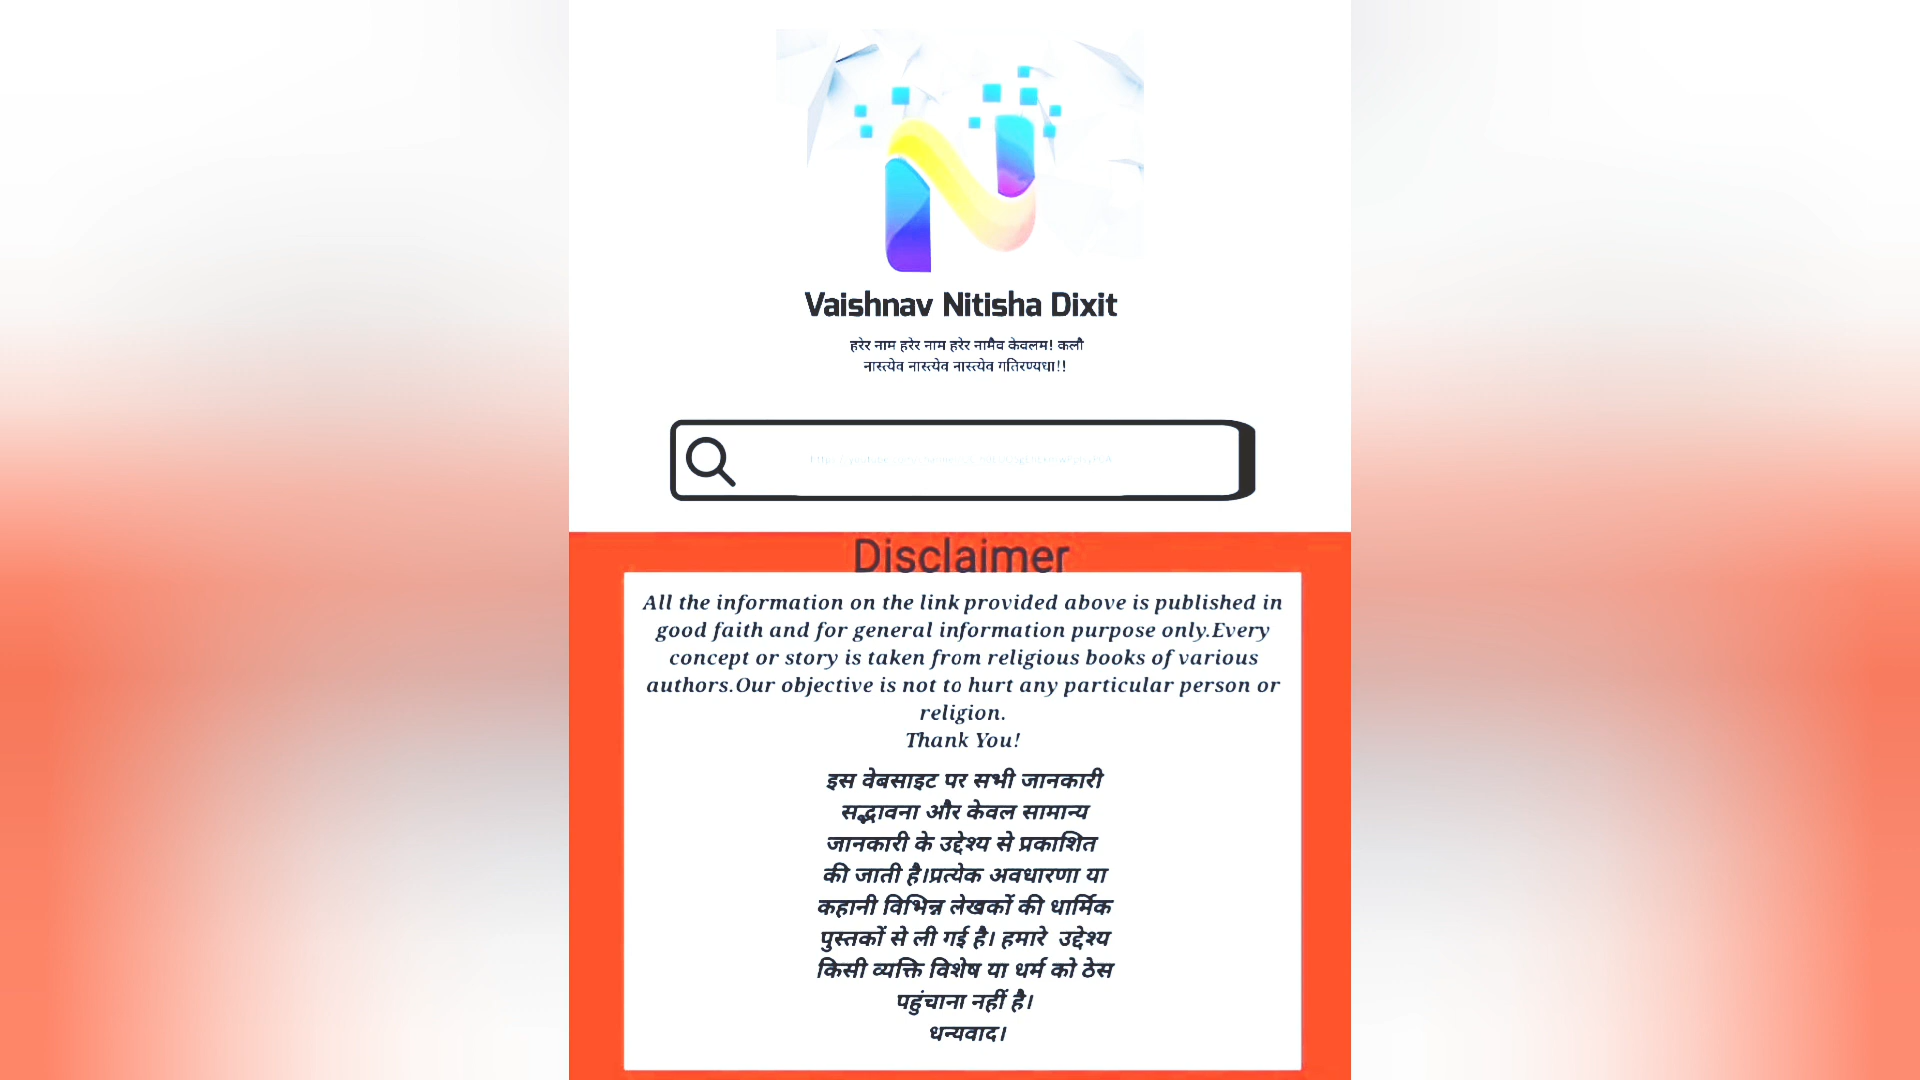 Vaishnav Nitisha Dixit
हरेर नाम हरेर नाम हरेर नामैव केवलम! कलौ
नास्त्येव नास्त्येव नास्त्येव गतिरण्यधा!!
Disclaimer
All the information on the link provided above is published in
good faith and for general information purpose only.Every
concept or story is taken from religious books of various
authors.Our objective is not to hurt any particular person or
religion.
Thank You!
इस वेबसाइट पर सभी जानकारी
सद्भावना और केवल सामान्य
जानकारी के उद्देश्य से प्रकाशित
की जाती है।प्रत्येक अवधारणा या
कहानी विभिन्न लेखकों की धार्मिक
पुस्तकों से ली गई है। हमारे उद्देश्य
किसी व्यक्ति विशेष या धर्म को ठेस
पहुंचाना नहीं है।
धन्यवाद।